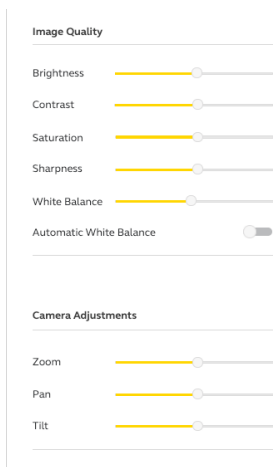 Image Quality
Brightness
Contrast
Saturation
Sharpness
White Balance
Automatic White Balance
Camera Adjustments
Zoom
Pan
Tilt